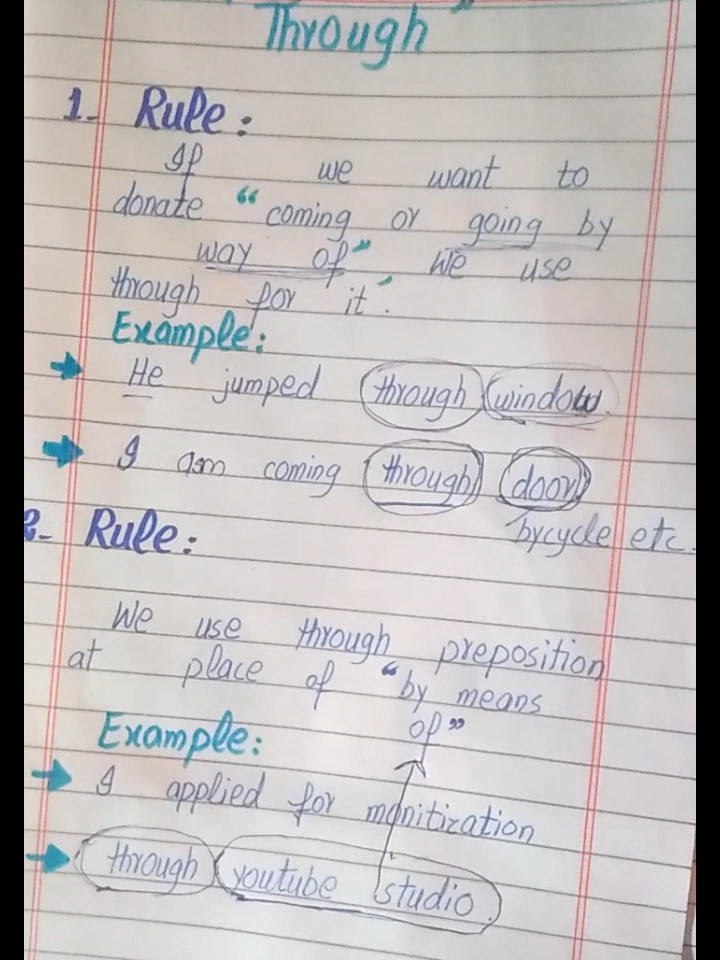 Through"
1- Rule:
If we want to
donate "coming or going by
way of" we use
through for it'.
Example:
He jumped through window.
I am coming through door
bycycle etc.
2- Rule:
We use through preposition
at place of "by means
of"
Example:
I applied for monitization
through youtube studio.